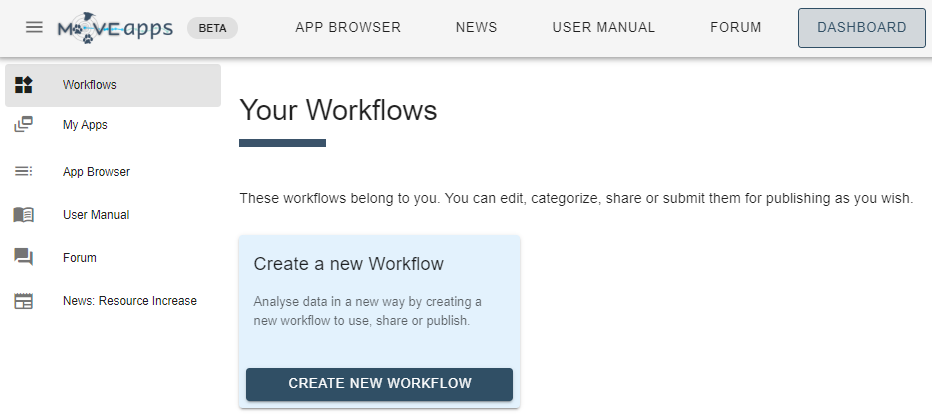 MOVEapps BETA APP BROWSER NEWS USER MANUAL FORUM DASHBOARD
Workflows
My Apps
App Browser
User Manual
Forum
News: Resource Increase
Your Workflows
These workflows belong to you. You can edit, categorize, share or submit them for publishing as you wish.
Create a new Workflow
Analyse data in a new way by creating a
new workflow to use, share or publish.
CREATE NEW WORKFLOW